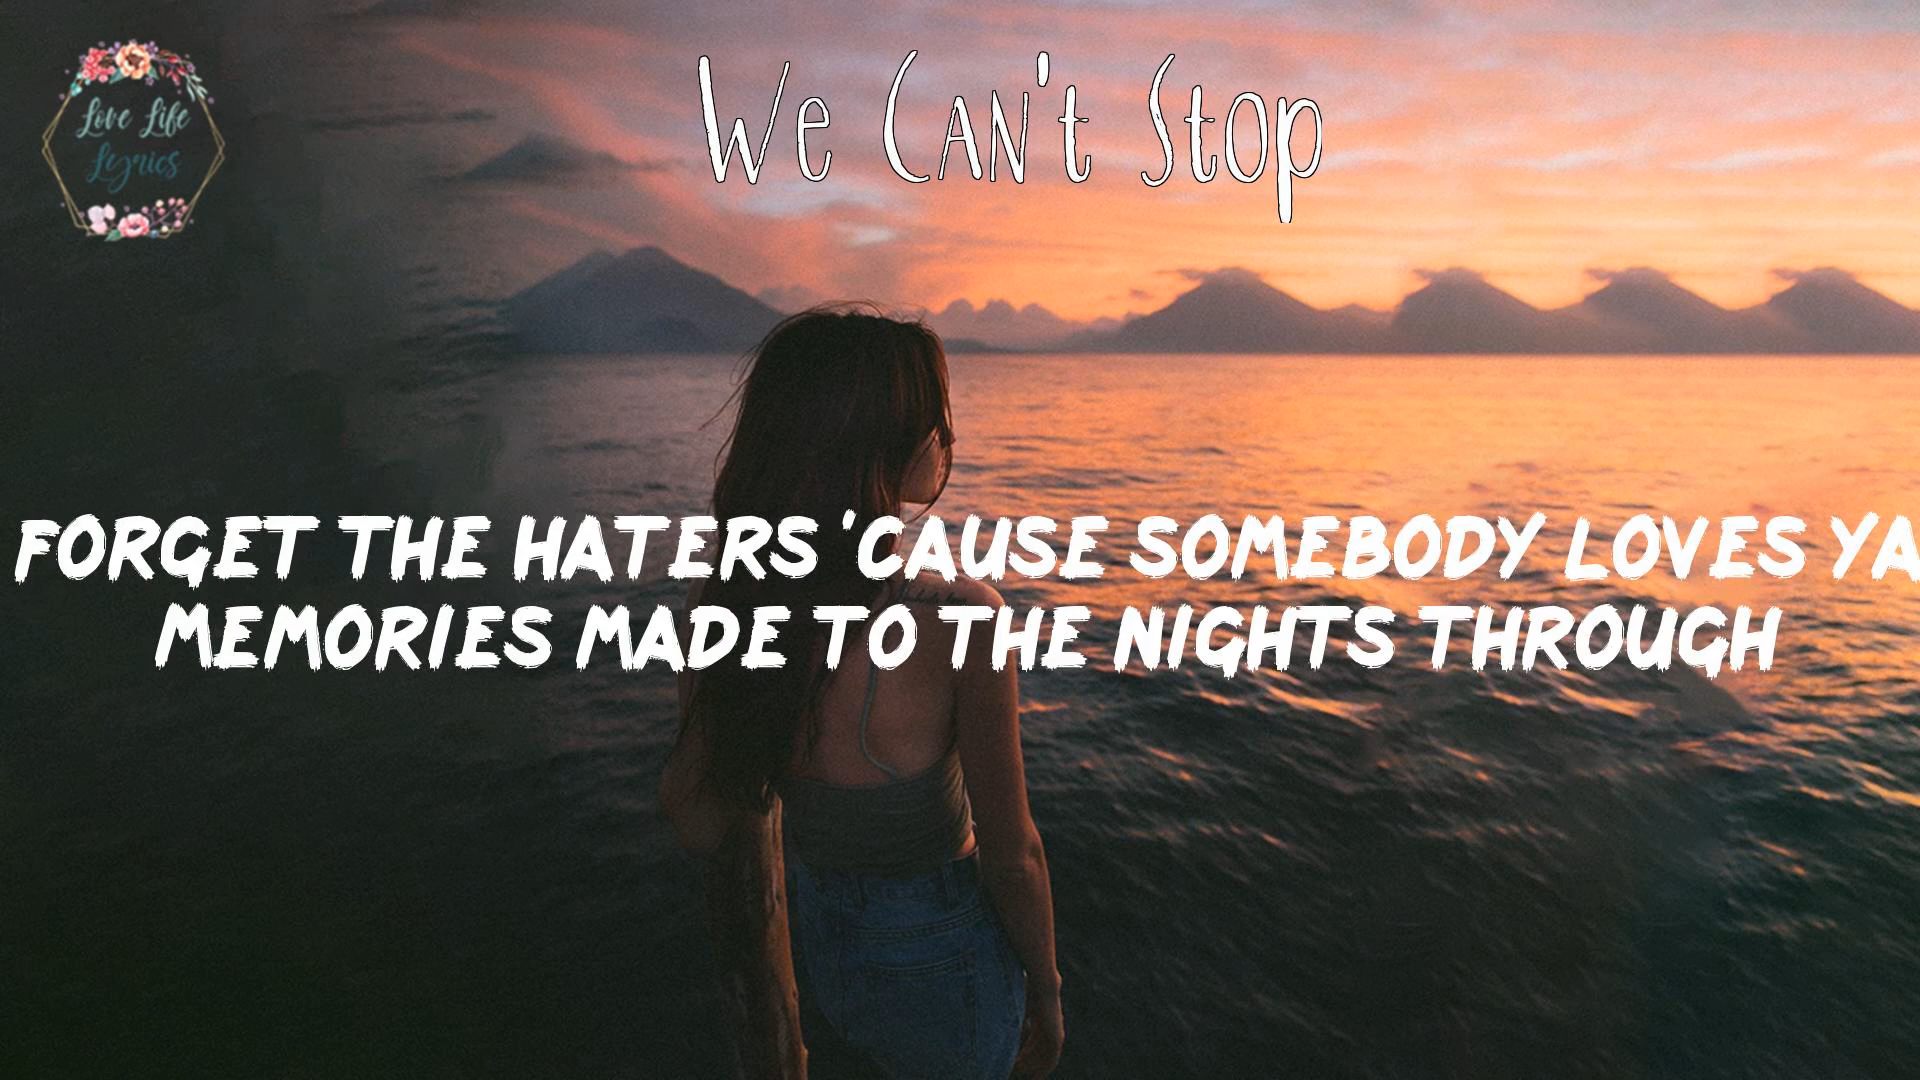 Love Life
Lyrics
We Can't Stop
FORGET THE HATERS 'CAUSE SOMEBODY LOVES YA
MEMORIES MADE TO THE NIGHTS THROUGH